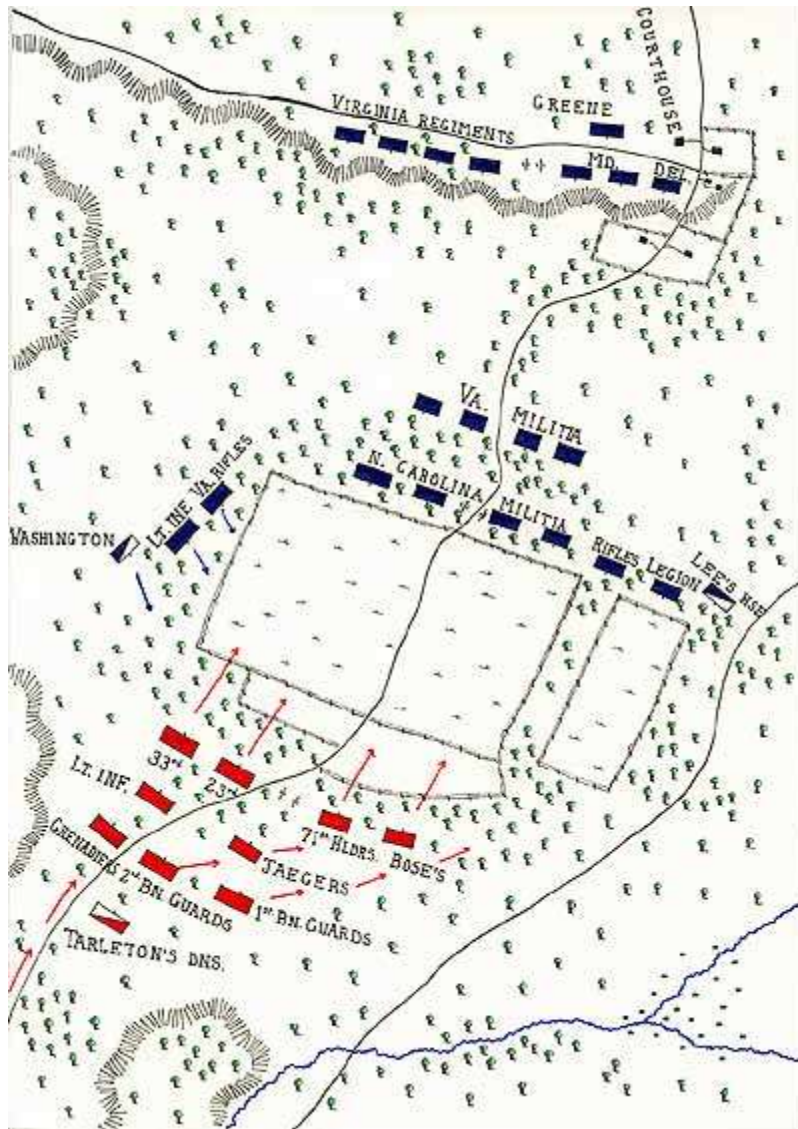 COURTHOUSE
VIRGINIA REGIMENTS
GREENE
MD.
DEL
VA. MILITIA
N. CAROLINA MILITIA
LT. INF. VA. RIFLES
WASHINGTON
RIFLES LEGION LEE'S HSE
33rd
23rd
LT. INF.
71st HLDRS. BOSE'S
GRENADIERS 2nd BN. GUARDS
JAEGERS
1st BN. GUARDS
TARLETON'S DNS.